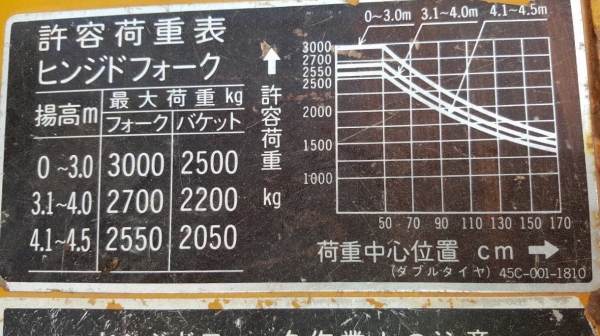 許容荷重表
ヒンジドフォーク
揚高m 最大荷重kg
フォーク バケット
0~3.0 3000 2500
3.1~4.0 2700 2200
4.1~4.5 2550 2050
0~3.0m 3.1~4.0m 4.1~4.5m
許容荷重 kg
3000
2700
2550
2500
2000
1500
1000
50 70 90 110 130 150 170
荷重中心位置 cm
(ダブルタイヤ) 45C-001-1810